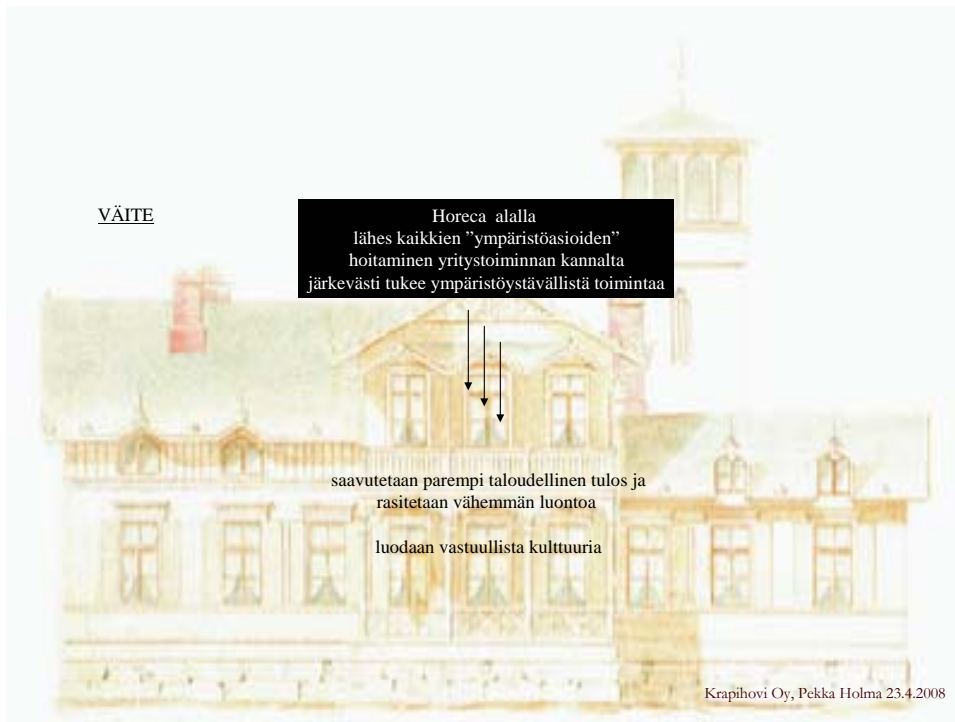 VÄITE
Horeca alalla
lähes kaikkien ”ympäristöasioiden”
hoitaminen yritystoiminnan kannalta
järkevästi tukee ympäristöystävällistä toimintaa
saavutetaan parempi taloudellinen tulos ja
rasitetaan vähemmän luontoa
luodaan vastuullista kulttuuria
Krapihovi Oy, Pekka Holma 23.4.2008